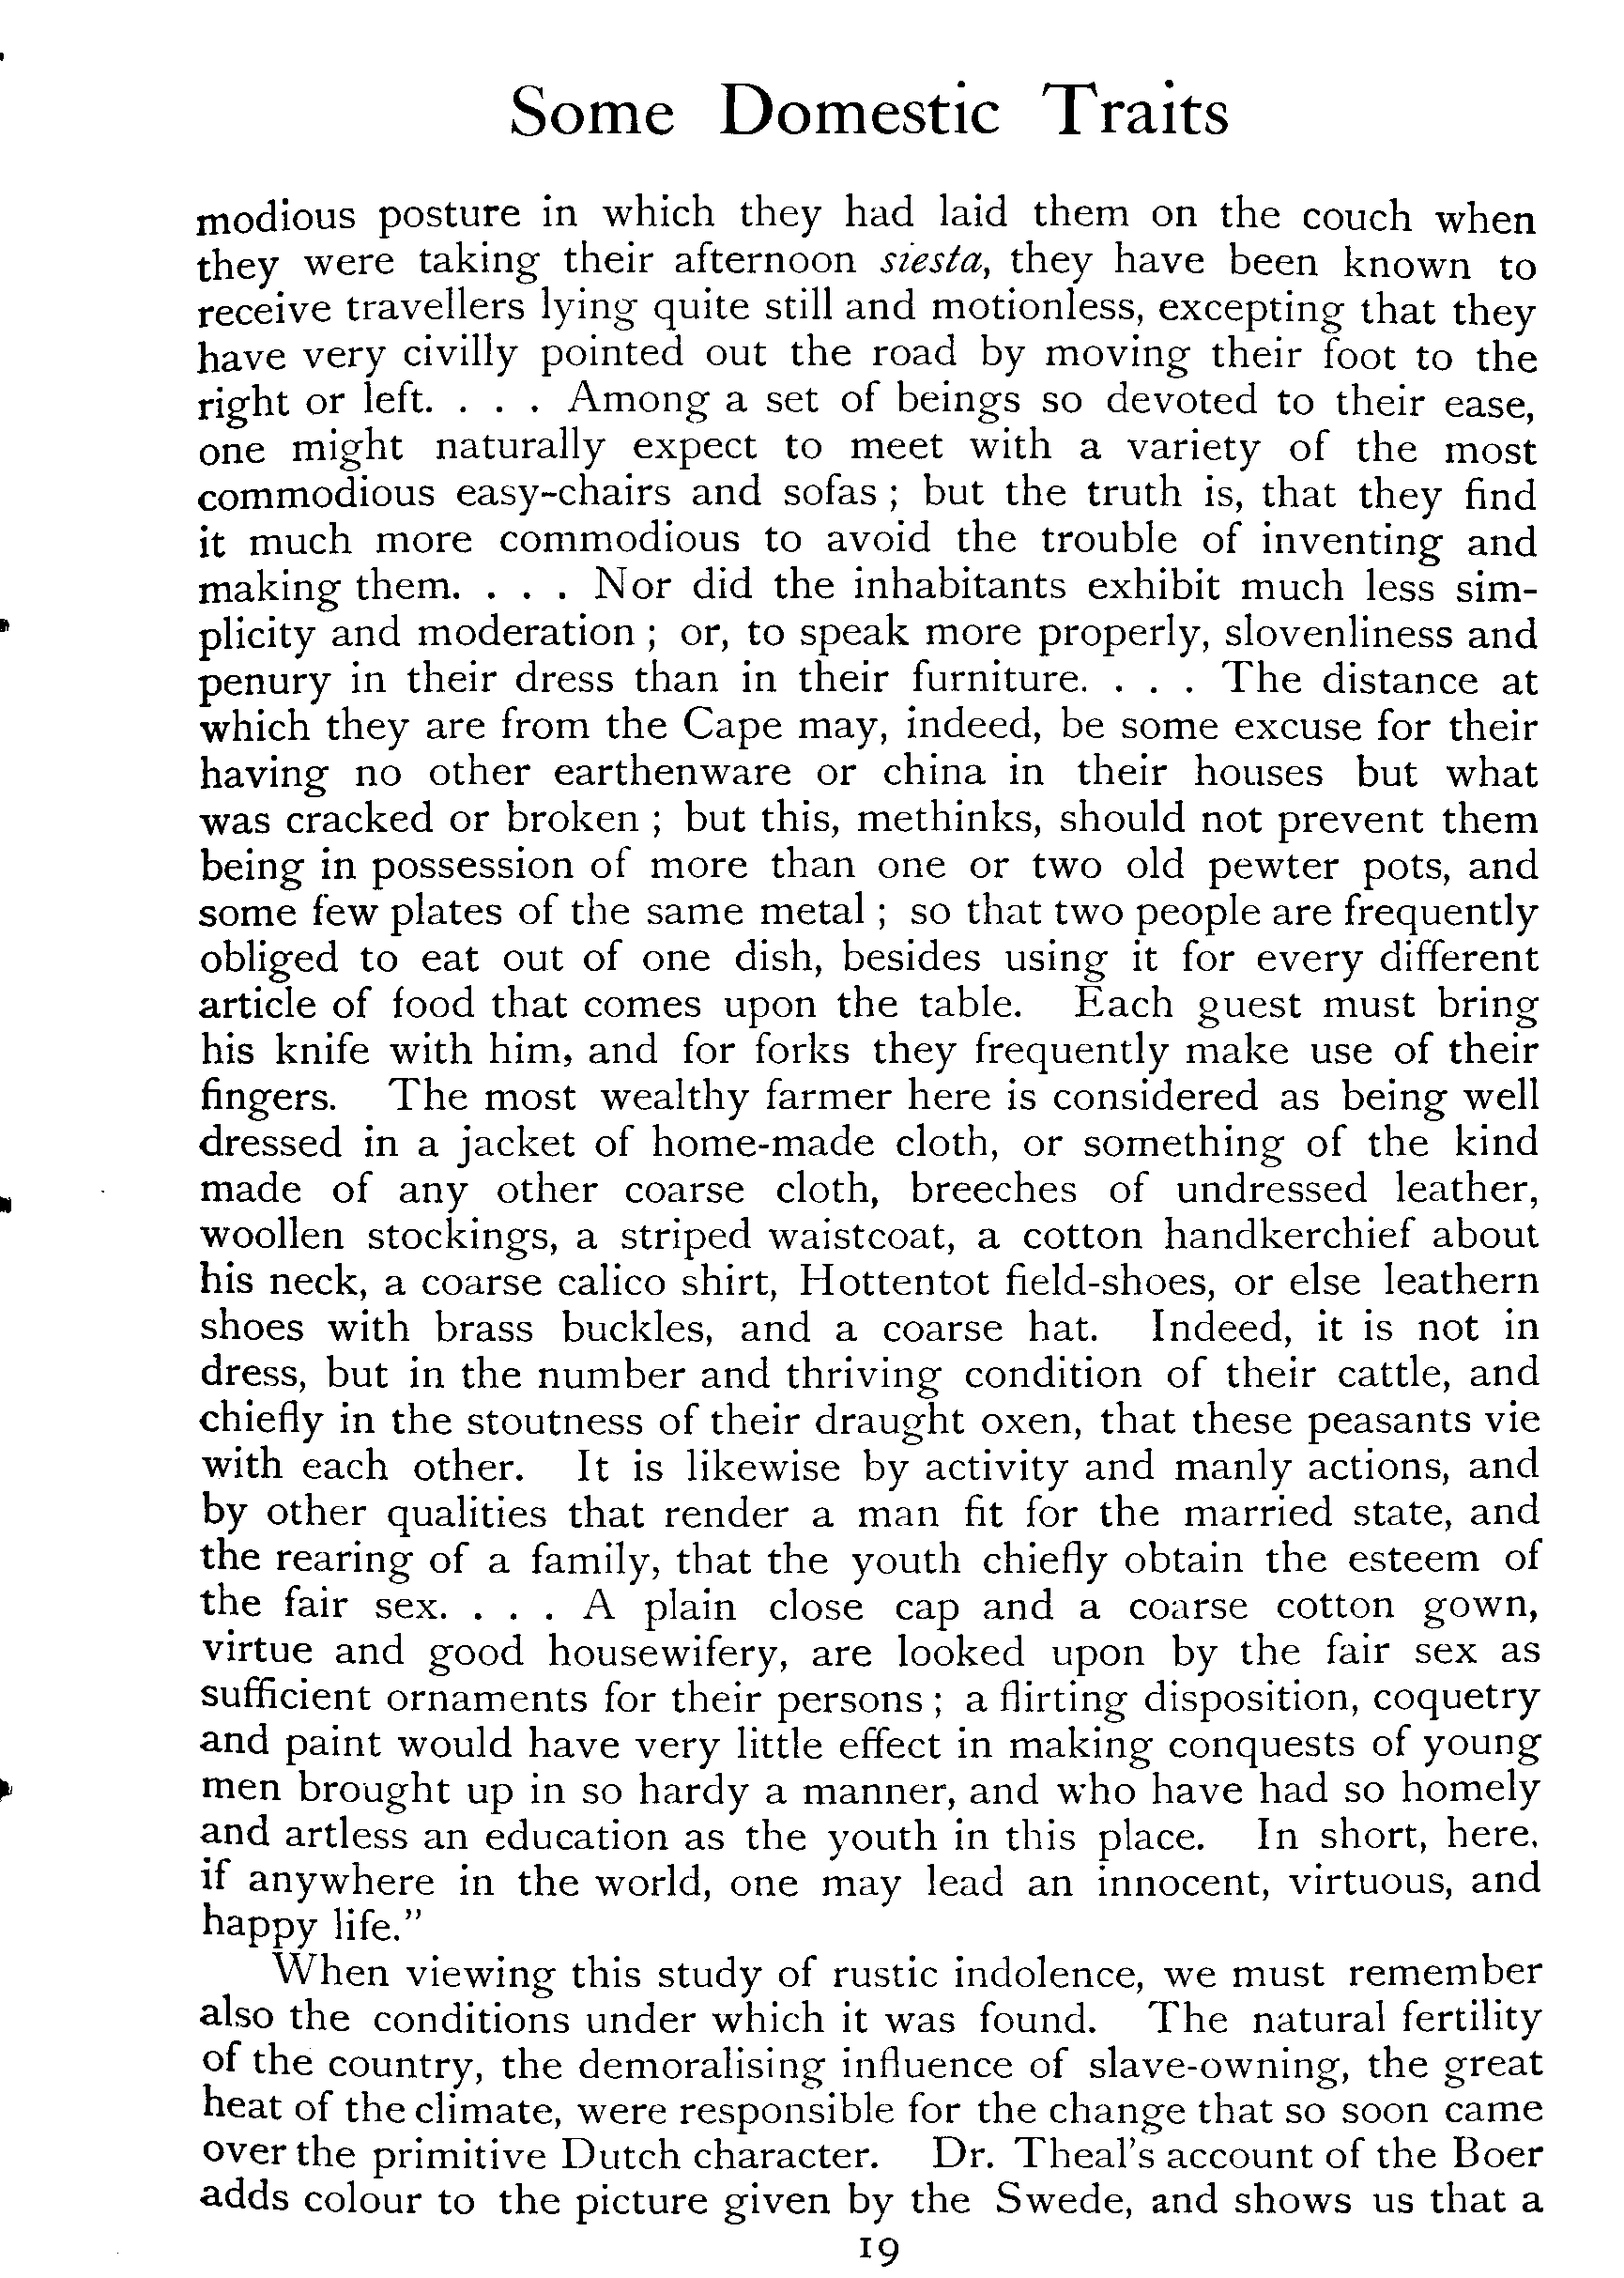 Some Domestic Traits
modious posture in which they had laid them on the couch when
they were taking their afternoon siesta, they have been known to
receive travellers lying quite still and motionless, excepting that they
have very civilly pointed out the road by moving their foot to the
right or left. . . . Among a set of beings so devoted to their ease,
one might naturally expect to meet with a variety of the most
commodious easy-chairs and sofas ; but the truth is, that they find
it much more commodious to avoid the trouble of inventing and
making them. . . . Nor did the inhabitants exhibit much less sim-
plicity and moderation ; or, to speak more properly, slovenliness and
penury in their dress than in their furniture. . . . The distance at
which they are from the Cape may, indeed, be some excuse for their
having no other earthenware or china in their houses but what
was cracked or broken ; but this, methinks, should not prevent them
being in possession of more than one or two old pewter pots, and
some few plates of the same metal ; so that two people are frequently
obliged to eat out of one dish, besides using it for every different
article of food that comes upon the table. Each guest must bring
his knife with him, and for forks they frequently make use of their
fingers. The most wealthy farmer here is considered as being well
dressed in a jacket of home-made cloth, or something of the kind
made of any other coarse cloth, breeches of undressed leather,
woollen stockings, a striped waistcoat, a cotton handkerchief about
his neck, a coarse calico shirt, Hottentot field-shoes, or else leathern
shoes with brass buckles, and a coarse hat. Indeed, it is not in
dress, but in the number and thriving condition of their cattle, and
chiefly in the stoutness of their draught oxen, that these peasants vie
with each other. It is likewise by activity and manly actions, and
by other qualities that render a man fit for the married state, and
the rearing of a family, that the youth chiefly obtain the esteem of
the fair sex. . . . A plain close cap and a coarse cotton gown,
virtue and good housewifery, are looked upon by the fair sex as
sufficient ornaments for their persons ; a flirting disposition, coquetry
and paint would have very little effect in making conquests of young
men brought up in so hardy a manner, and who have had so homely
and artless an education as the youth in this place. In short, here,
if anywhere in the world, one may lead an innocent, virtuous, and
happy life."
When viewing this study of rustic indolence, we must remember
also the conditions under which it was found. The natural fertility
of the country, the demoralising influence of slave-owning, the great
heat of the climate, were responsible for the change that so soon came
over the primitive Dutch character. Dr. Theal's account of the Boer
adds colour to the picture given by the Swede, and shows us that a
19